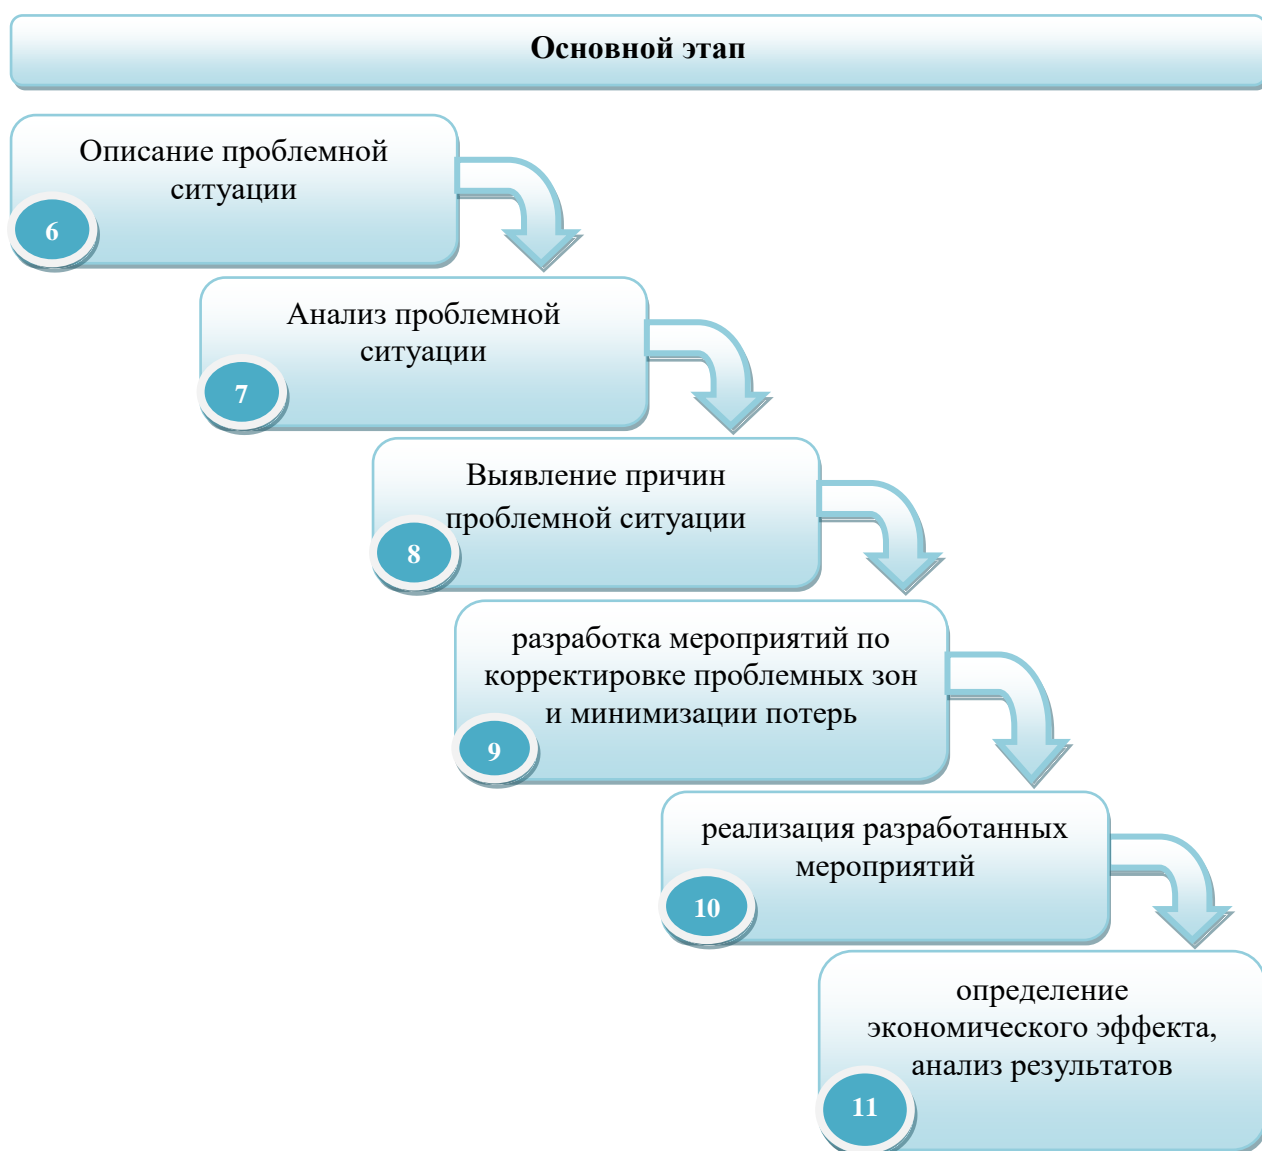 Основной этап
Описание проблемной
ситуации
6
Анализ проблемной
ситуации
7
Выявление причин
проблемной ситуации
8
разработка мероприятий по
корректировке проблемных зон
и минимизации потерь
9
реализация разработанных
мероприятий
10
определение
экономического эффекта,
анализ результатов
11